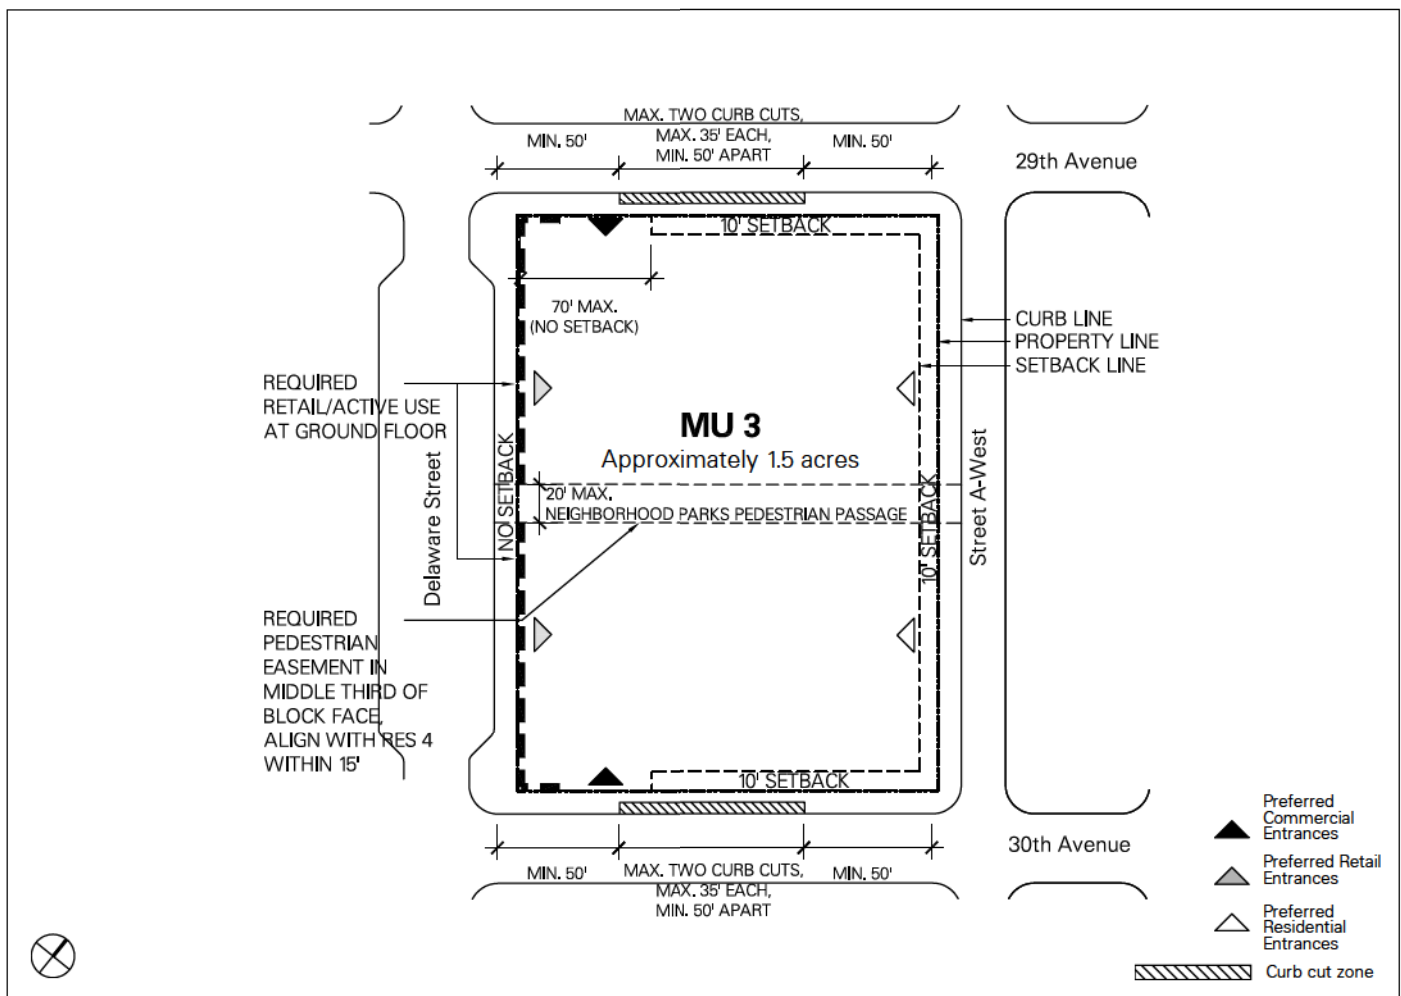 MAX. TWO CURB CUTS,
MAX. 35' EACH,
MIN. 50' APART
MIN. 50'
MIN. 50'
29th Avenue
10' SETBACK
70' MAX.
(NO SETBACK)
CURB LINE
PROPERTY LINE
SETBACK LINE
REQUIRED
RETAIL/ACTIVE USE
AT GROUND FLOOR
MU 3
Approximately 1.5 acres
Delaware Street
NO SETBACK
20' MAX.
NEIGHBORHOOD PARKS PEDESTRIAN PASSAGE
10' SETBACK
Street A-West
REQUIRED
PEDESTRIAN
EASEMENT IN
MIDDLE THIRD OF
BLOCK FACE,
ALIGN WITH RES 4
WITHIN 15'
10' SETBACK
30th Avenue
MIN. 50'
MAX. TWO CURB CUTS,
MAX. 35' EACH,
MIN. 50' APART
MIN. 50'
Preferred
Commercial
Entrances
Preferred Retail
Entrances
Preferred
Residential
Entrances
Curb cut zone